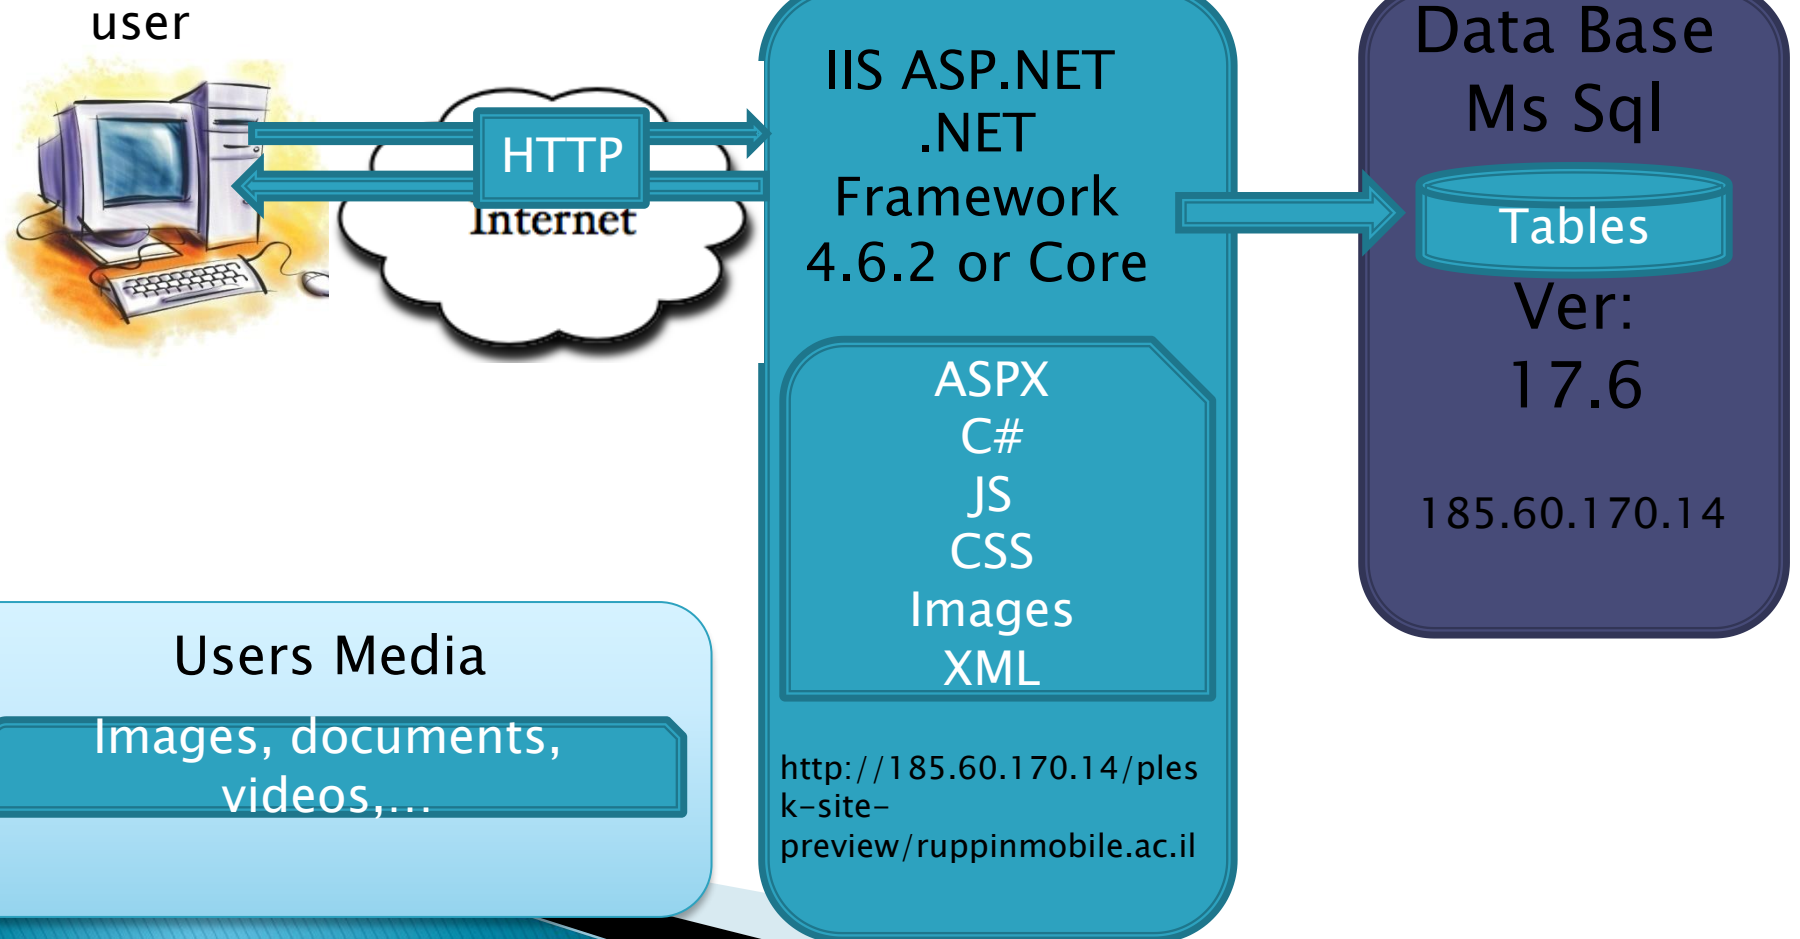 user
HTTP
Internet
IIS ASP.NET
.NET
Framework
4.6.2 or Core
ASPX
C#
JS
CSS
Images
XML
http://185.60.170.14/ples
k-site-
preview/ruppinmobile.ac.il
Data Base
Ms Sql
Tables
Ver:
17.6
185.60.170.14
Users Media
Images, documents,
videos,...